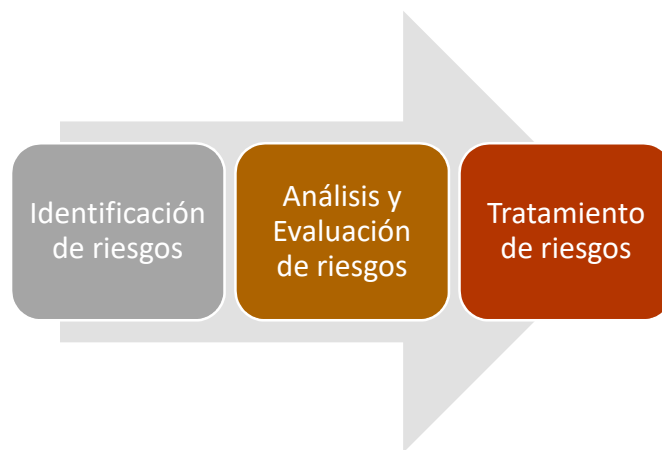 Identificación
de riesgos
Análisis y
Evaluación
de riesgos
Tratamiento
de riesgos